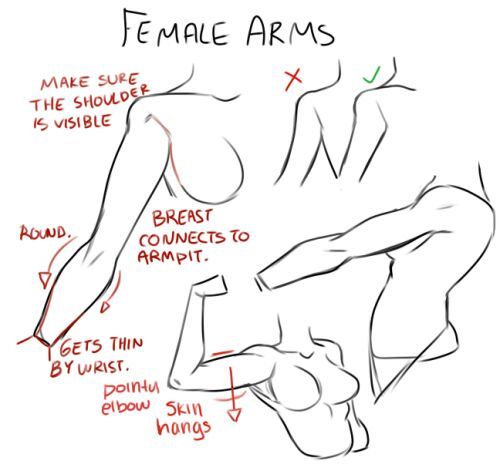 FEMALE ARMS
MAKE SURE
THE SHOULDER
IS VISIBLE
ROUND.
BREAST
CONNECTS TO
ARMPIT.
GETS THIN
BY WRIST.
pointy
elbow
Skin
hangs